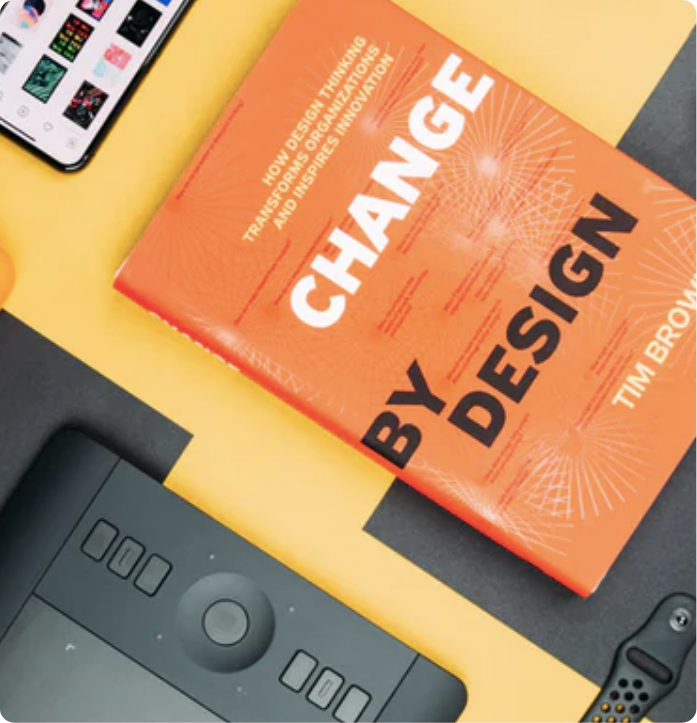 HOW DESIGN THINKING
TRANSFORMS ORGANIZATIONS
AND INSPIRES INNOVATION
CHANGE
BY
DESIGN
TIM BROW